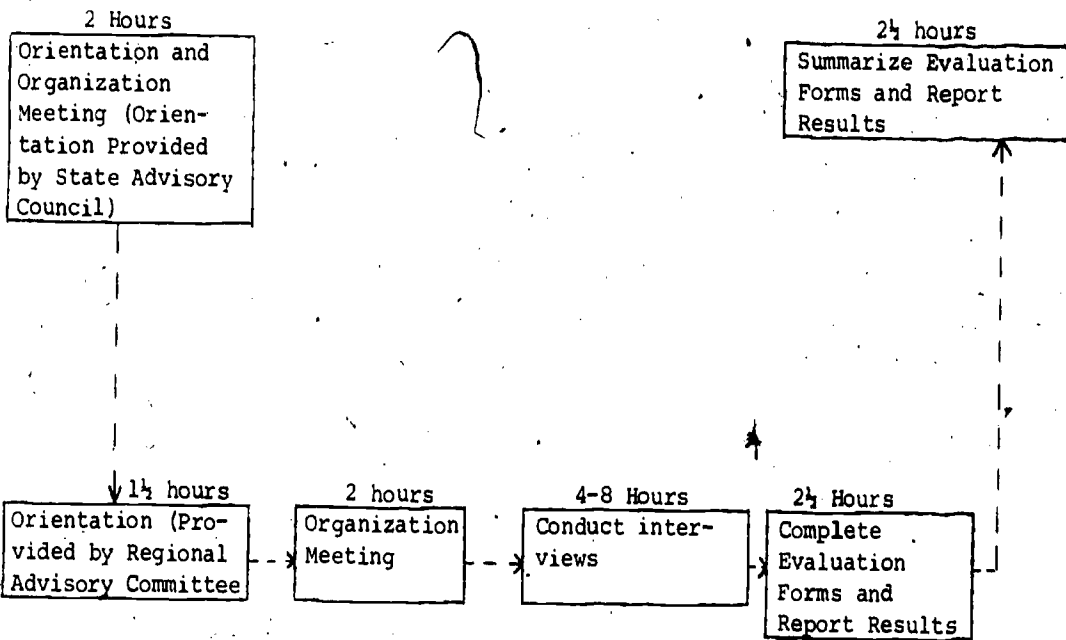 2 Hours
Orientation and
Organization
Meeting (Orien-
tation Provided
by State Advisory
Council)
2½ hours
Summarize Evaluation
Forms and Report
Results
1½ hours
Orientation (Pro-
vided by Regional
Advisory Committee
2 hours
Organization
Meeting
4-8 Hours
Conduct inter-
views
2½ Hours
Complete
Evaluation
Forms and
Report Results